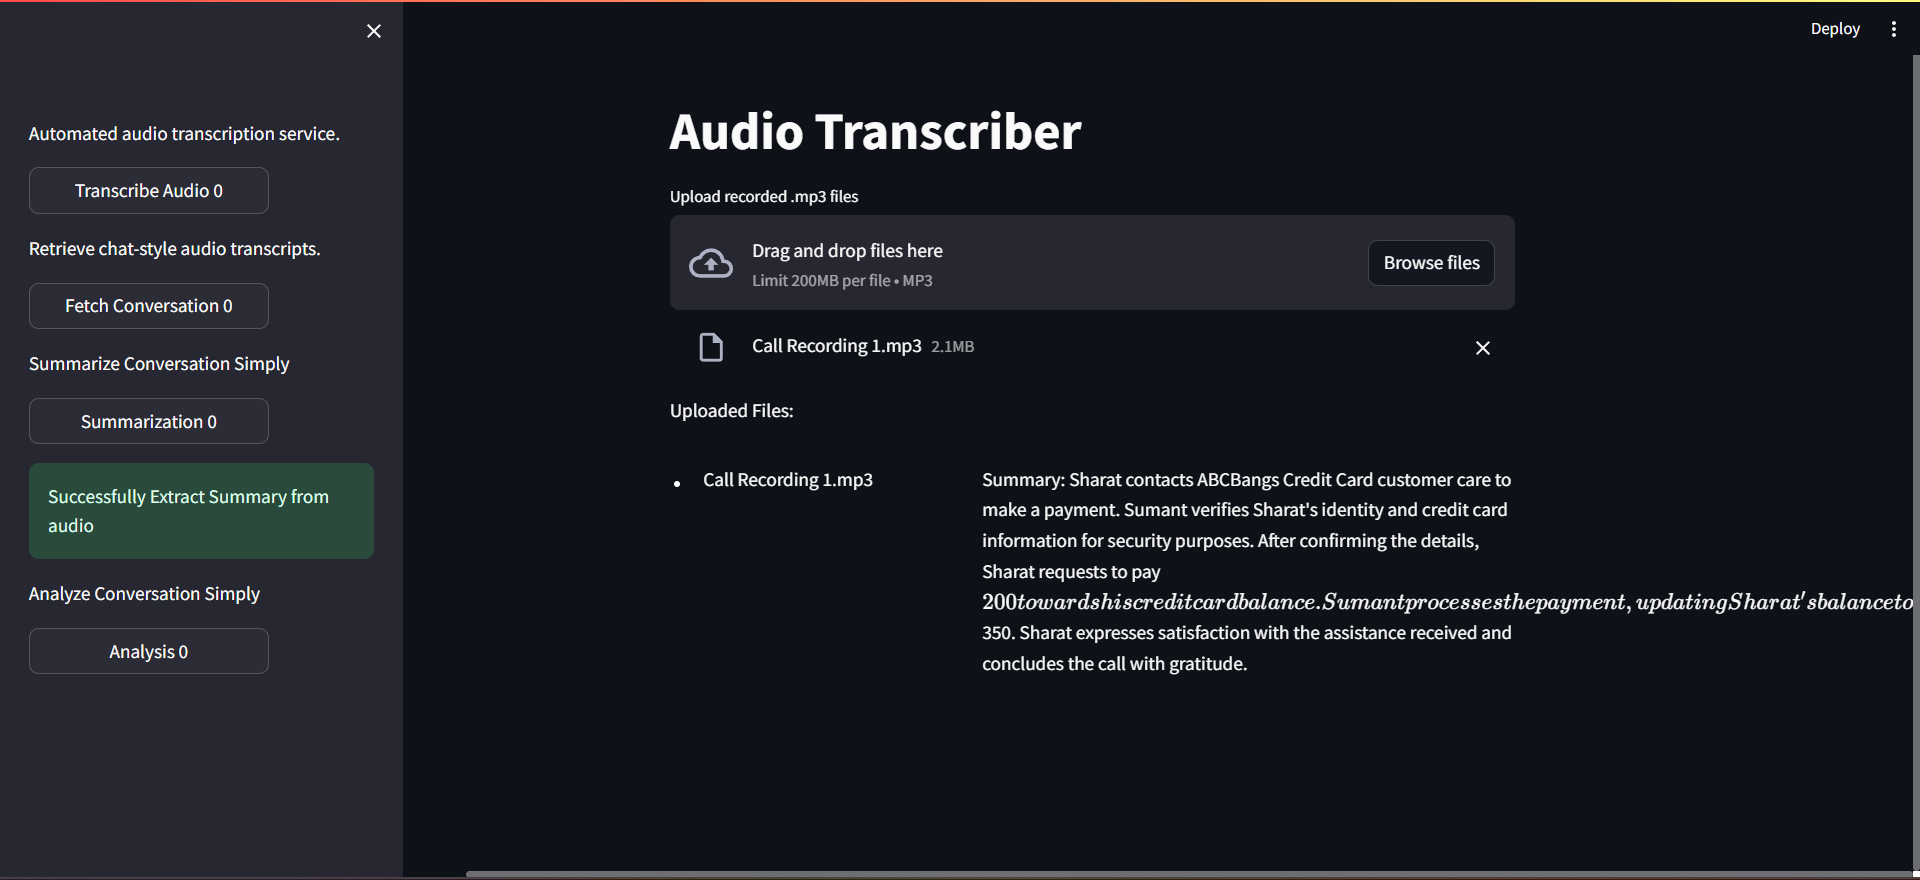 Deploy
Automated audio transcription service.
Transcribe Audio 0
Retrieve chat-style audio transcripts.
Fetch Conversation 0
Summarize Conversation Simply
Summarization 0
Successfully Extract Summary from
audio
Analyze Conversation Simply
Analysis 0
Audio Transcriber
Upload recorded .mp3 files
Drag and drop files here
Limit 200MB per file • MP3
Browse files
Call Recording 1.mp3 2.1MB
Uploaded Files:
• Call Recording 1.mp3
Summary: Sharat contacts ABCBangs Credit Card customer care to
make a payment. Sumant verifies Sharat's identity and credit card
information for security purposes. After confirming the details,
Sharat requests to pay
200towardshiscreditcardbalance.Sumantprocessesthepayment,updatingSharat'sbalanceto
350. Sharat expresses satisfaction with the assistance received and
concludes the call with gratitude.